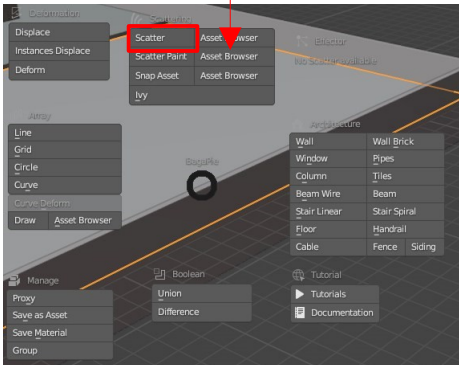 Deformation
Displace
Instances Displace
Deform
Scattering
Scatter Asset Browser
Scatter Paint Asset Browser
Snap Asset Asset Browser
Ivy
Effector
No Scatter available
Array
Line
Grid
Circle
Curve
Curve Deform
Draw Asset Browser
BagaPie
Architecture
Wall Wall Brick
Window Pipes
Column Tiles
Beam Wire Beam
Stair Linear Stair Spiral
Floor Handrail
Cable Fence Siding
Manage
Proxy
Save as Asset
Save Material
Group
Boolean
Union
Difference
Tutorial
Tutorials
Documentation